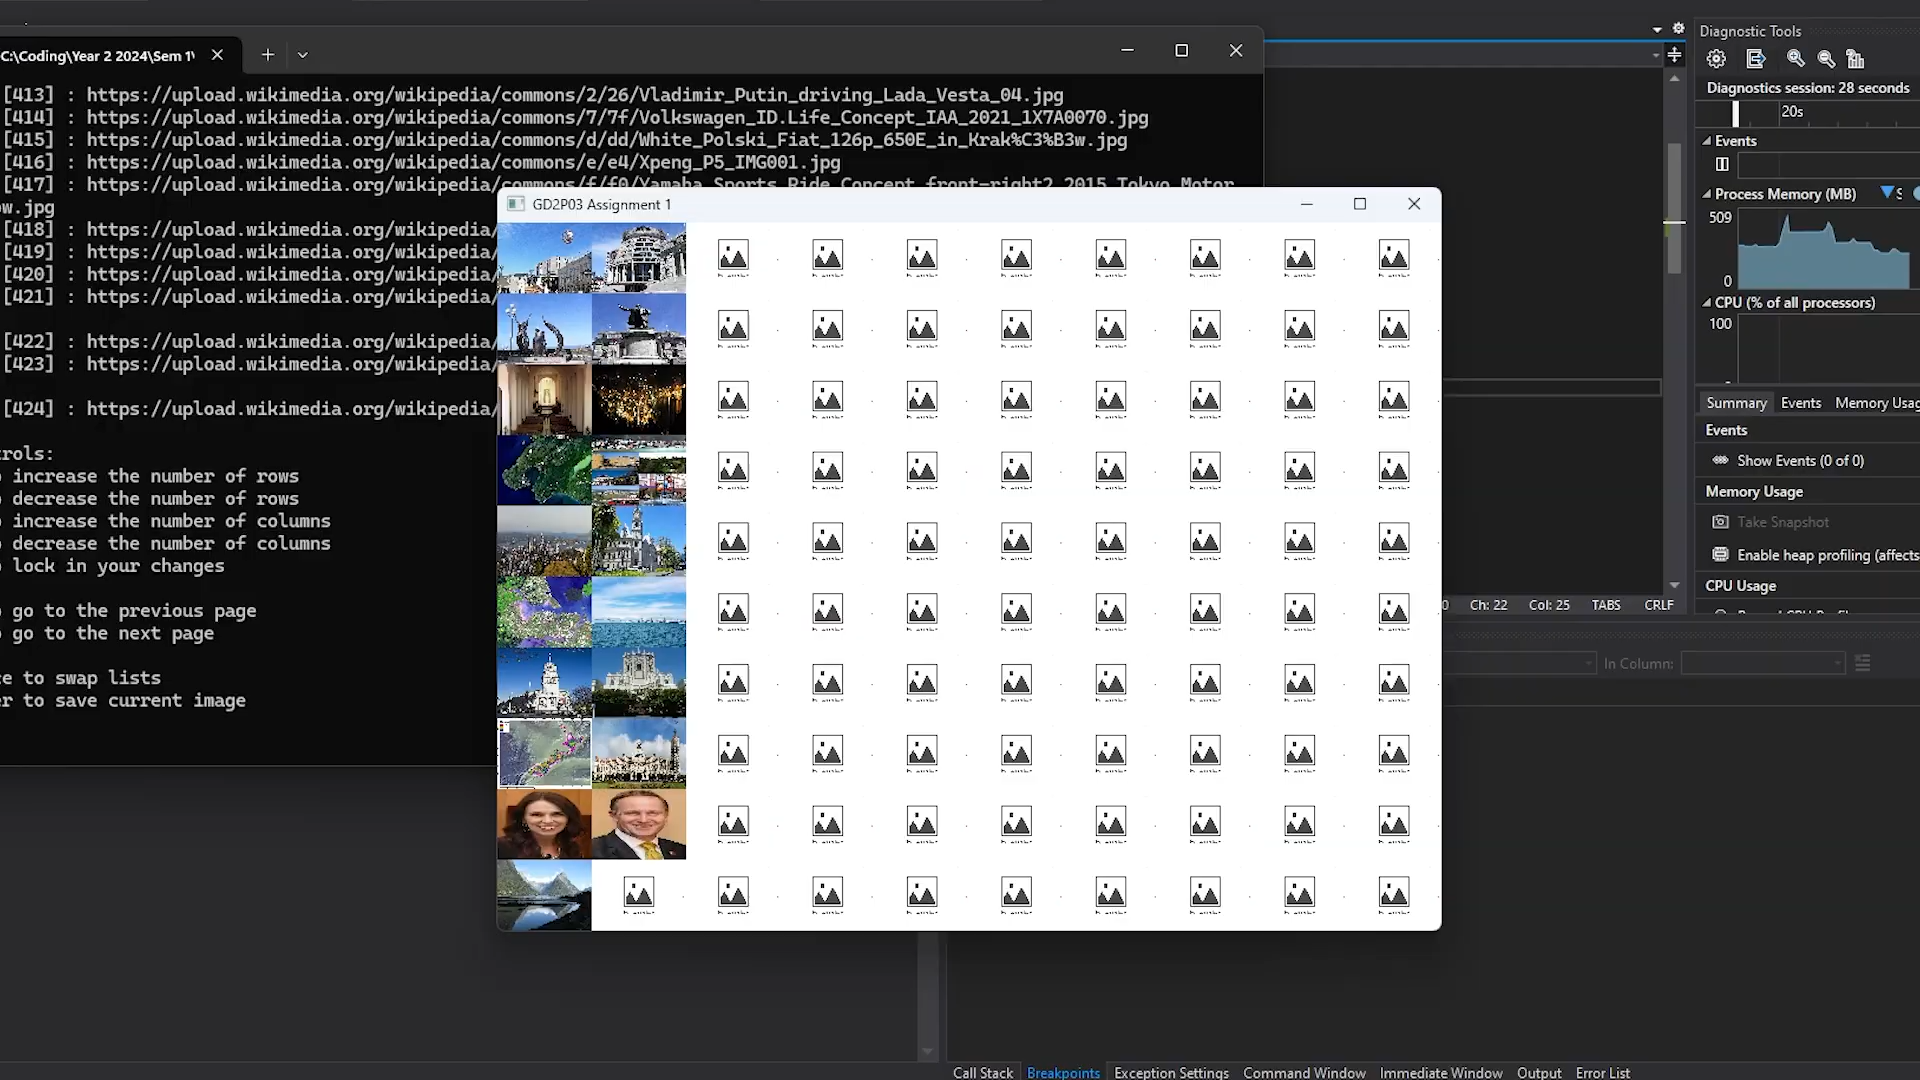 C:\Coding\Year 2 2024\Sem 1\
[413] : https://upload.wikimedia.org/wikipedia/commons/2/26/Vladimir_Putin_driving_Lada_Vesta_04.jpg
[414] : https://upload.wikimedia.org/wikipedia/commons/7/7f/Volkswagen_ID.Life_Concept_IAA_2021_1X7A0070.jpg
[415] : https://upload.wikimedia.org/wikipedia/commons/d/dd/White_Polski_Fiat_126p_650E_in_Krak%C3%B3w.jpg
[416] : https://upload.wikimedia.org/wikipedia/commons/e/e4/Xpeng_P5_IMG001.jpg
[417] : https://upload.wikimedia.org/wikipedia/commons/f/f0/Yamaha_Sports_Ride_Concept_front-right2_2015_Tokyo_Motor_
w.jpg
[418] : https://upload.wikimedia.org/wikipedia/
[419] : https://upload.wikimedia.org/wikipedia/
[420] : https://upload.wikimedia.org/wikipedia/
[421] : https://upload.wikimedia.org/wikipedia/
[422] : https://upload.wikimedia.org/wikipedia/
[423] : https://upload.wikimedia.org/wikipedia/
[424] : https://upload.wikimedia.org/wikipedia/
rols:
increase the number of rows
decrease the number of rows
increase the number of columns
decrease the number of columns
lock in your changes
go to the previous page
go to the next page
e to swap lists
r to save current image
GD2P03 Assignment 1
Diagnostic Tools
Diagnostics session: 28 seconds
20s
Events
Process Memory (MB) S
509
0
CPU (% of all processors)
100
Summary Events Memory Usag
Events
Show Events (0 of 0)
Memory Usage
Take Snapshot
Enable heap profiling (affects
CPU Usage
0 Ch: 22 Col: 25 TABS CRLF
In Column:
Call Stack Breakpoints Exception Settings Command Window Immediate Window Output Error List